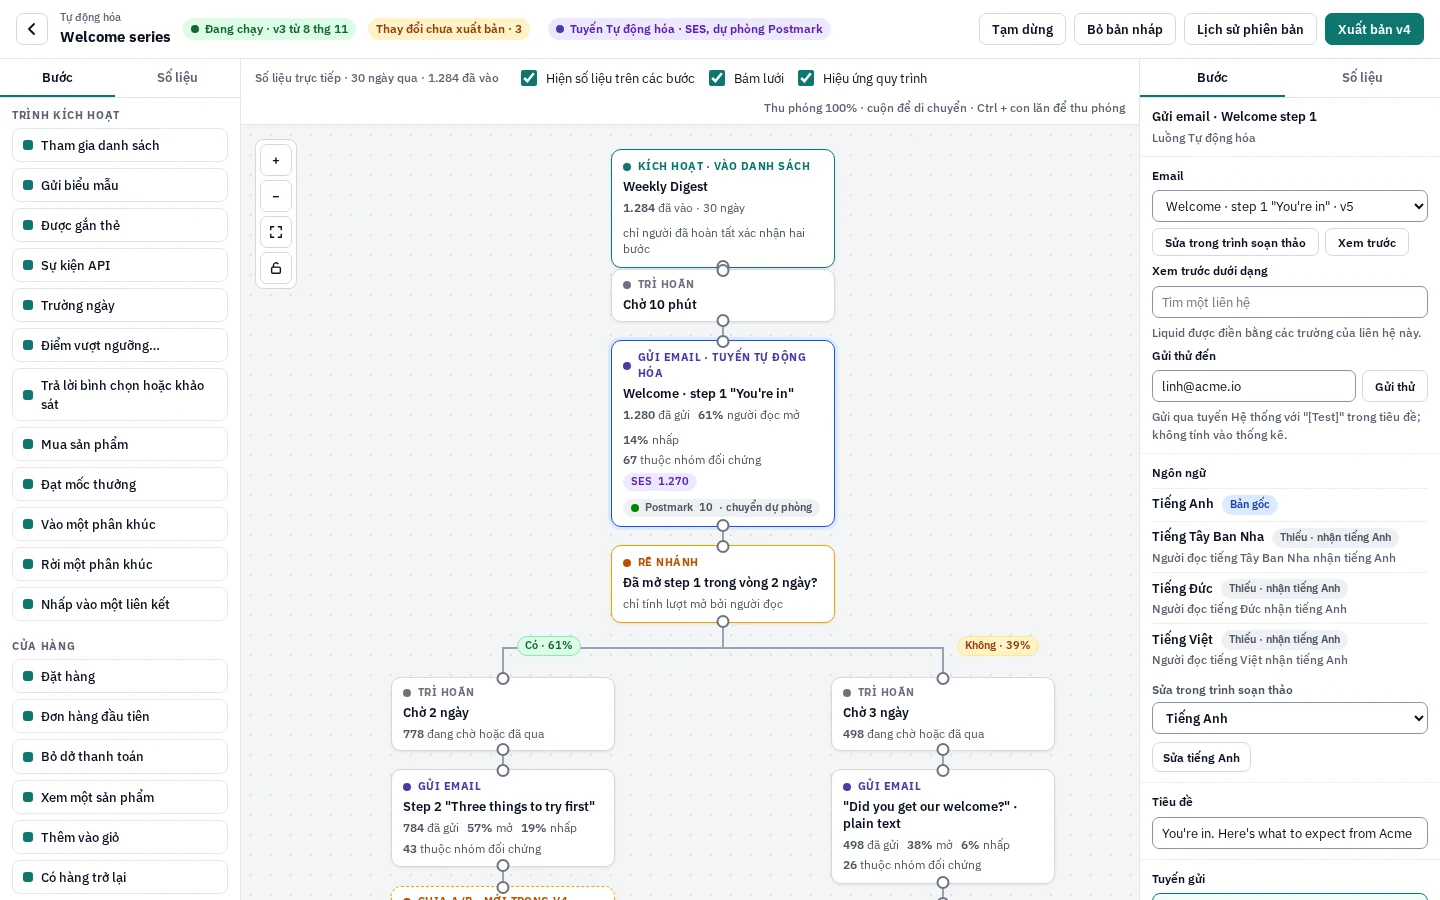 Tự động hóa
Welcome series
Đang chạy · v3 từ 8 thg 11
Thay đổi chưa xuất bản · 3
Tuyến Tự động hóa · SES, dự phòng Postmark
Tạm dừng
Bỏ bản nháp
Lịch sử phiên bản
Xuất bản v4
Bước
Số liệu
TRÌNH KÍCH HOẠT
Tham gia danh sách
Gửi biểu mẫu
Được gắn thẻ
Sự kiện API
Trường ngày
Điểm vượt ngưỡng...
Trả lời bình chọn hoặc khảo
sát
Mua sản phẩm
Đạt mốc thưởng
Vào một phân khúc
Rời một phân khúc
Nhấp vào một liên kết
CỬA HÀNG
Đặt hàng
Đơn hàng đầu tiên
Bỏ dở thanh toán
Xem một sản phẩm
Thêm vào giỏ
Có hàng trở lại
Số liệu trực tiếp · 30 ngày qua · 1.284 đã vào
Hiện số liệu trên các bước
Bám lưới
Hiệu ứng quy trình
Thu phóng 100% · cuộn để di chuyển · Ctrl + con lăn để thu phóng
+
−
KÍCH HOẠT · VÀO DANH SÁCH
Weekly Digest
1.284 đã vào · 30 ngày
chỉ người đã hoàn tất xác nhận hai
bước
TRÌ HOÃN
Chờ 10 phút
GỬI EMAIL · TUYẾN TỰ ĐỘNG
HÓA
Welcome · step 1 "You're in"
1.280 đã gửi 61% người đọc mở
14% nhấp
67 thuộc nhóm đối chứng
SES 1.270
Postmark 10 · chuyển dự phòng
RẼ NHÁNH
Đã mở step 1 trong vòng 2 ngày?
chỉ tính lượt mở bởi người đọc
Có · 61%
Không · 39%
TRÌ HOÃN
Chờ 2 ngày
778 đang chờ hoặc đã qua
GỬI EMAIL
Step 2 "Three things to try first"
784 đã gửi 57% mở 19% nhấp
43 thuộc nhóm đối chứng
CHIA A/B · MỚI TRONG V4
TRÌ HOÃN
Chờ 3 ngày
498 đang chờ hoặc đã qua
GỬI EMAIL
"Did you get our welcome?" ·
plain text
498 đã gửi 38% mở 6% nhấp
26 thuộc nhóm đối chứng
Bước
Số liệu
Gửi email · Welcome step 1
Luồng Tự động hóa
Email
Welcome · step 1 "You're in" · v5
Sửa trong trình soạn thảo
Xem trước
Xem trước dưới dạng
Tìm một liên hệ
Liquid được điền bằng các trường của liên hệ này.
Gửi thử đến
linh@acme.io
Gửi thử
Gửi qua tuyến Hệ thống với "[Test]" trong tiêu đề;
không tính vào thống kê.
Ngôn ngữ
Tiếng Anh
Bản gốc
Tiếng Tây Ban Nha
Thiếu · nhận tiếng Anh
Người đọc tiếng Tây Ban Nha nhận tiếng Anh
Tiếng Đức
Thiếu · nhận tiếng Anh
Người đọc tiếng Đức nhận tiếng Anh
Tiếng Việt
Thiếu · nhận tiếng Anh
Người đọc tiếng Việt nhận tiếng Anh
Sửa trong trình soạn thảo
Tiếng Anh
Sửa tiếng Anh
Tiêu đề
You're in. Here's what to expect from Acme
Tuyến gửi